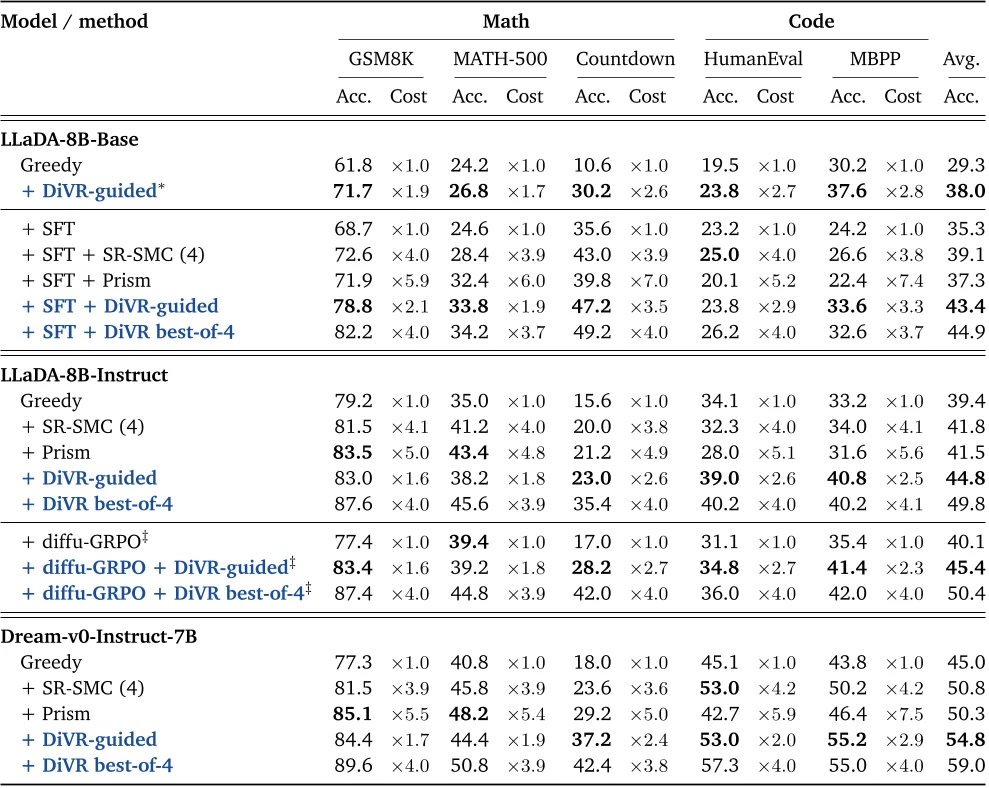 Model / method Math Code
GSM8K MATH-500 Countdown HumanEval MBPP Avg.
Acc. Cost Acc. Cost Acc. Cost Acc. Cost Acc. Cost Acc.
LLaDA-8B-Base
Greedy 61.8 ×1.0 24.2 ×1.0 10.6 ×1.0 19.5 ×1.0 30.2 ×1.0 29.3
+ DiVR-guided* 71.7 ×1.9 26.8 ×1.7 30.2 ×2.6 23.8 ×2.7 37.6 ×2.8 38.0
+ SFT 68.7 ×1.0 24.6 ×1.0 35.6 ×1.0 23.2 ×1.0 24.2 ×1.0 35.3
+ SFT + SR-SMC (4) 72.6 ×4.0 28.4 ×3.9 43.0 ×3.9 25.0 ×4.0 26.6 ×3.8 39.1
+ SFT + Prism 71.9 ×5.9 32.4 ×6.0 39.8 ×7.0 20.1 ×5.2 22.4 ×7.4 37.3
+ SFT + DiVR-guided 78.8 ×2.1 33.8 ×1.9 47.2 ×3.5 23.8 ×2.9 33.6 ×3.3 43.4
+ SFT + DiVR best-of-4 82.2 ×4.0 34.2 ×3.7 49.2 ×4.0 26.2 ×4.0 32.6 ×3.7 44.9
LLaDA-8B-Instruct
Greedy 79.2 ×1.0 35.0 ×1.0 15.6 ×1.0 34.1 ×1.0 33.2 ×1.0 39.4
+ SR-SMC (4) 81.5 ×4.1 41.2 ×4.0 20.0 ×3.8 32.3 ×4.0 34.0 ×4.1 41.8
+ Prism 83.5 ×5.0 43.4 ×4.8 21.2 ×4.9 28.0 ×5.1 31.6 ×5.6 41.5
+ DiVR-guided 83.0 ×1.6 38.2 ×1.8 23.0 ×2.6 39.0 ×2.6 40.8 ×2.5 44.8
+ DiVR best-of-4 87.6 ×4.0 45.6 ×3.9 35.4 ×4.0 40.2 ×4.0 40.2 ×4.1 49.8
+ diffu-GRPO‡ 77.4 ×1.0 39.4 ×1.0 17.0 ×1.0 31.1 ×1.0 35.4 ×1.0 40.1
+ diffu-GRPO + DiVR-guided‡ 83.4 ×1.6 39.2 ×1.8 28.2 ×2.7 34.8 ×2.7 41.4 ×2.3 45.4
+ diffu-GRPO + DiVR best-of-4‡ 87.4 ×4.0 44.8 ×3.9 42.0 ×4.0 36.0 ×4.0 42.0 ×4.0 50.4
Dream-v0-Instruct-7B
Greedy 77.3 ×1.0 40.8 ×1.0 18.0 ×1.0 45.1 ×1.0 43.8 ×1.0 45.0
+ SR-SMC (4) 81.5 ×3.9 45.8 ×3.9 23.6 ×3.6 53.0 ×4.2 50.2 ×4.2 50.8
+ Prism 85.1 ×5.5 48.2 ×5.4 29.2 ×5.0 42.7 ×5.9 46.4 ×7.5 50.3
+ DiVR-guided 84.4 ×1.7 44.4 ×1.9 37.2 ×2.4 53.0 ×2.0 55.2 ×2.9 54.8
+ DiVR best-of-4 89.6 ×4.0 50.8 ×3.9 42.4 ×3.8 57.3 ×4.0 55.0 ×4.0 59.0